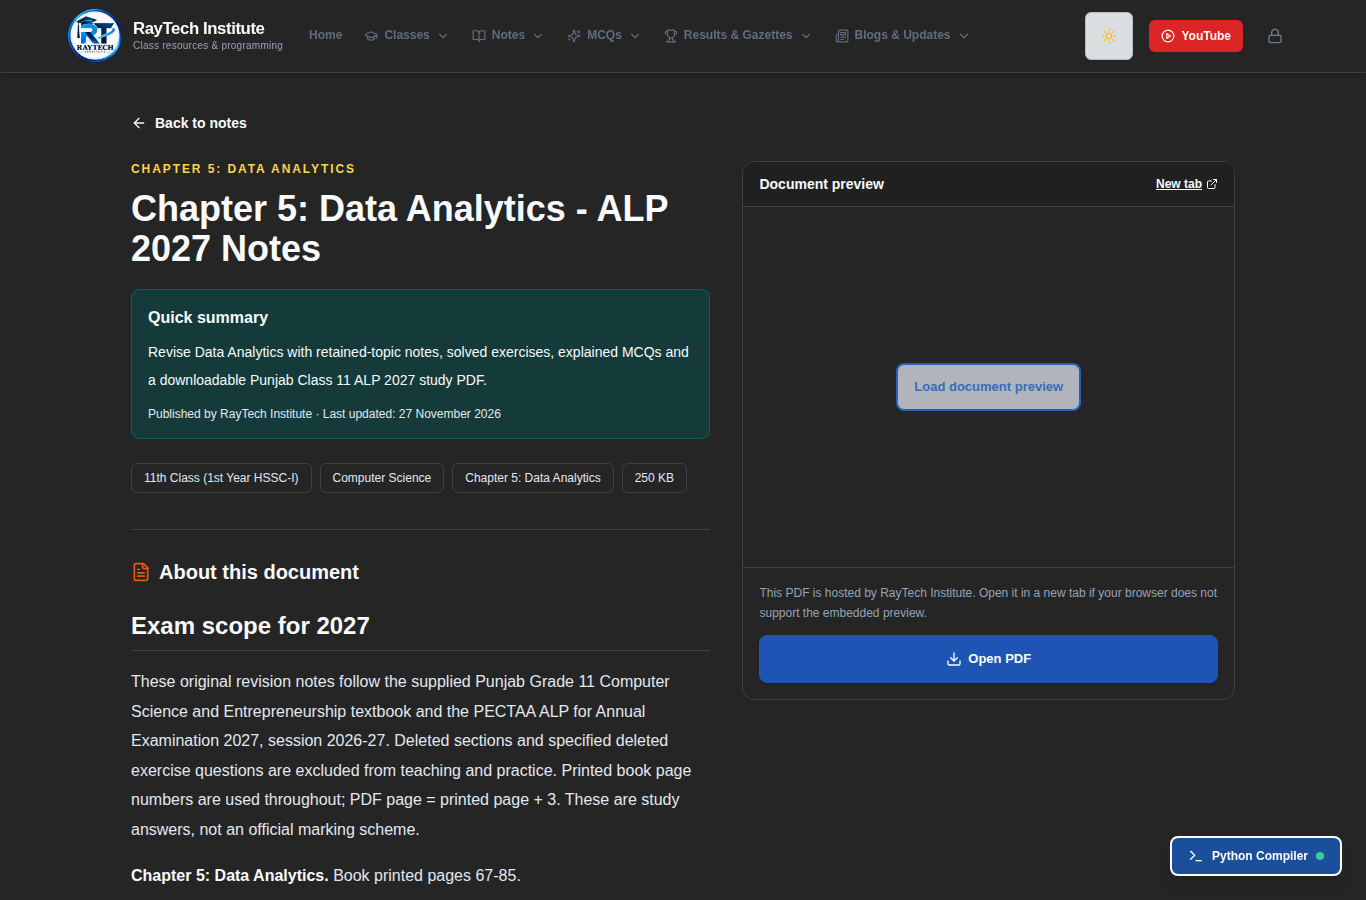 RayTech Institute
Class resources & programming
Home
Classes
Notes
MCQs
Results & Gazettes
Blogs & Updates
YouTube
RT
RAYTECH
Back to notes
CHAPTER 5: DATA ANALYTICS
Chapter 5: Data Analytics - ALP
2027 Notes
Quick summary
Revise Data Analytics with retained-topic notes, solved exercises, explained MCQs and
a downloadable Punjab Class 11 ALP 2027 study PDF.
Published by RayTech Institute · Last updated: 27 November 2026
11th Class (1st Year HSSC-I)
Computer Science
Chapter 5: Data Analytics
250 KB
About this document
Exam scope for 2027
These original revision notes follow the supplied Punjab Grade 11 Computer
Science and Entrepreneurship textbook and the PECTAA ALP for Annual
Examination 2027, session 2026-27. Deleted sections and specified deleted
exercise questions are excluded from teaching and practice. Printed book page
numbers are used throughout; PDF page = printed page + 3. These are study
answers, not an official marking scheme.
Chapter 5: Data Analytics. Book printed pages 67-85.
Document preview
New tab
Load document preview
This PDF is hosted by RayTech Institute. Open it in a new tab if your browser does not
support the embedded preview.
Open PDF
Python Compiler